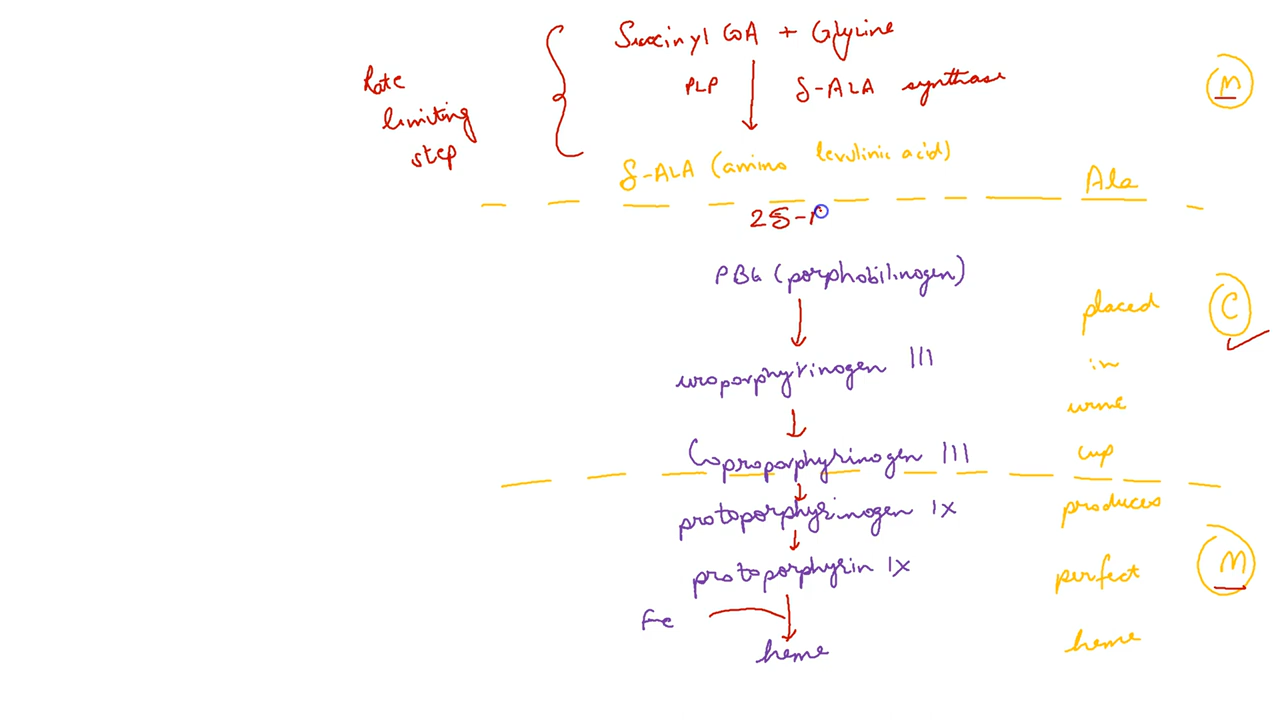 Succinyl CoA + Glycine
Rate limiting step
PLP δ-ALA synthase
M
δ-ALA (amino levulinic acid)
Ala
2δ-A
PBG (porphobilinogen)
placed
C
in
uroporphyrinogen III
urine
Coproporphyrinogen III
cup
protoporphyrinogen IX
produces
protoporphyrin IX
perfect
M
Fe
heme
heme